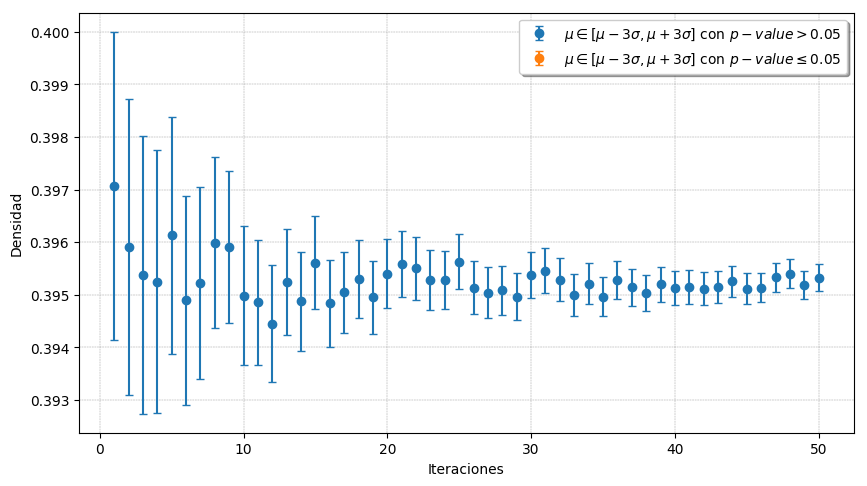 0.400
0.399
0.398
0.397
0.396
0.395
0.394
0.393
Densidad
μ ∈ [μ − 3σ, μ + 3σ] con p − value > 0.05
μ ∈ [μ − 3σ, μ + 3σ] con p − value ≤ 0.05
0 10 20 30 40 50
Iteraciones